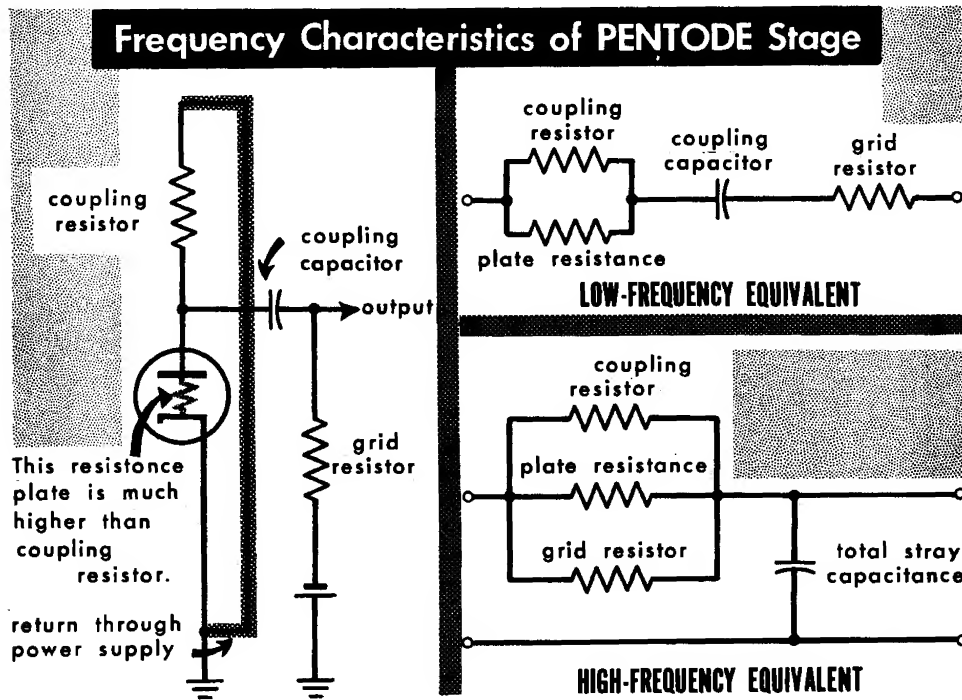 Frequency Characteristics of PENTODE Stage
coupling
resistor
coupling
capacitor
output
grid
resistor
This resistonce
plate is much
higher than
coupling
resistor.
return through
power supply
coupling
resistor
coupling
capacitor
grid
resistor
plate resistance
LOW-FREQUENCY EQUIVALENT
coupling
resistor
plate resistance
grid resistor
total stray
capacitance
HIGH-FREQUENCY EQUIVALENT